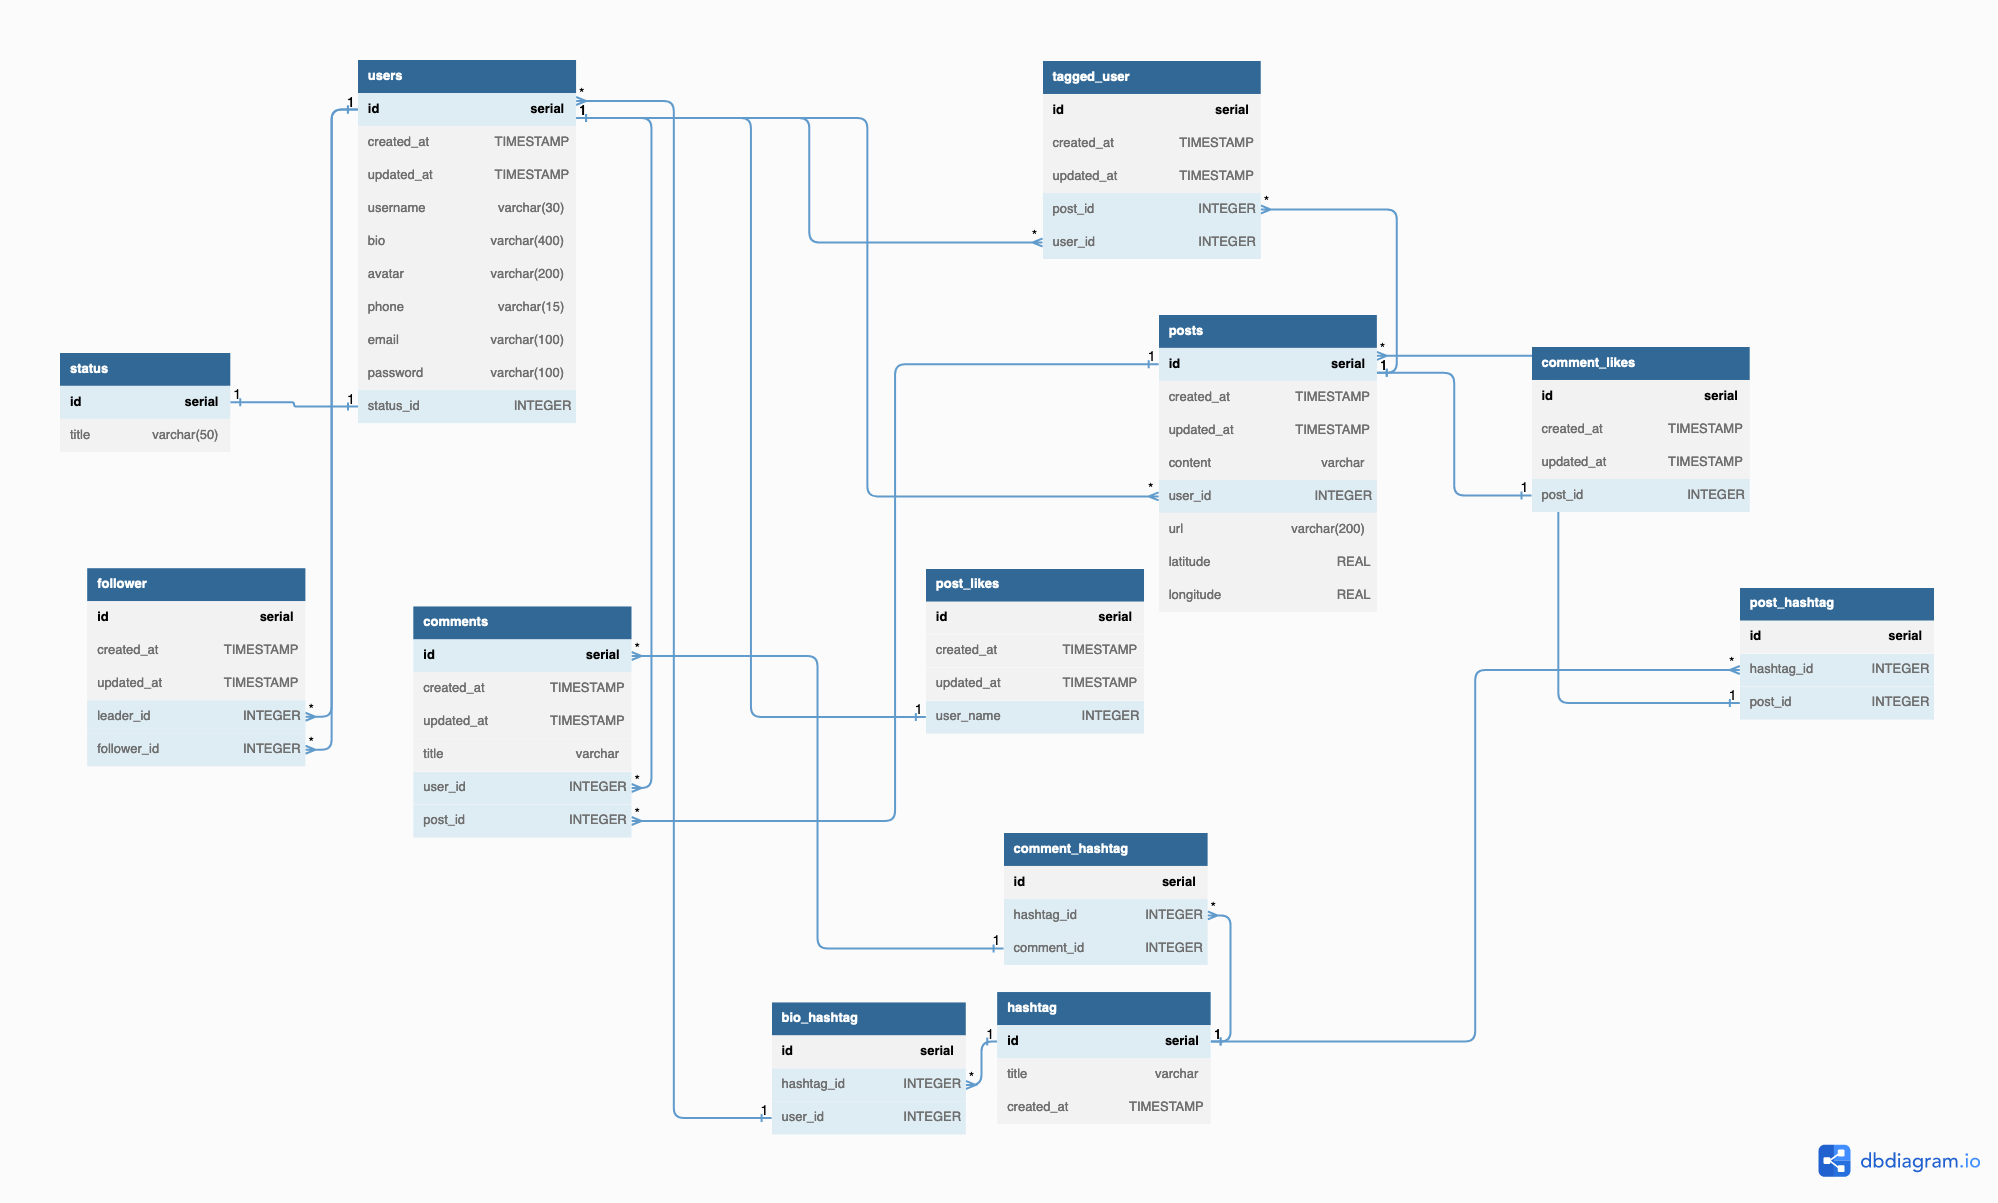 users
1 id serial * 1
created_at TIMESTAMP
updated_at TIMESTAMP
username varchar(30)
bio varchar(400)
avatar varchar(200)
phone varchar(15)
email varchar(100)
password varchar(100)
1 status_id INTEGER
tagged_user
id serial
created_at TIMESTAMP
updated_at TIMESTAMP
post_id INTEGER *
* user_id INTEGER
status
id serial 1
title varchar(50)
posts
1 id serial * 1
created_at TIMESTAMP
updated_at TIMESTAMP
content varchar
* user_id INTEGER
url varchar(200)
latitude REAL
longitude REAL
comment_likes
id serial
created_at TIMESTAMP
updated_at TIMESTAMP
1 post_id INTEGER
follower
id serial
created_at TIMESTAMP
updated_at TIMESTAMP
leader_id INTEGER *
follower_id INTEGER *
comments
id serial *
created_at TIMESTAMP
updated_at TIMESTAMP
title varchar
user_id INTEGER *
post_id INTEGER *
post_likes
id serial
created_at TIMESTAMP
updated_at TIMESTAMP
1 user_name INTEGER
post_hashtag
id serial
* hashtag_id INTEGER
1 post_id INTEGER
comment_hashtag
id serial
hashtag_id INTEGER *
1 comment_id INTEGER
bio_hashtag
id serial
hashtag_id INTEGER *
1 user_id INTEGER
hashtag
1 id serial 1
title varchar
created_at TIMESTAMP
dbdiagram.io